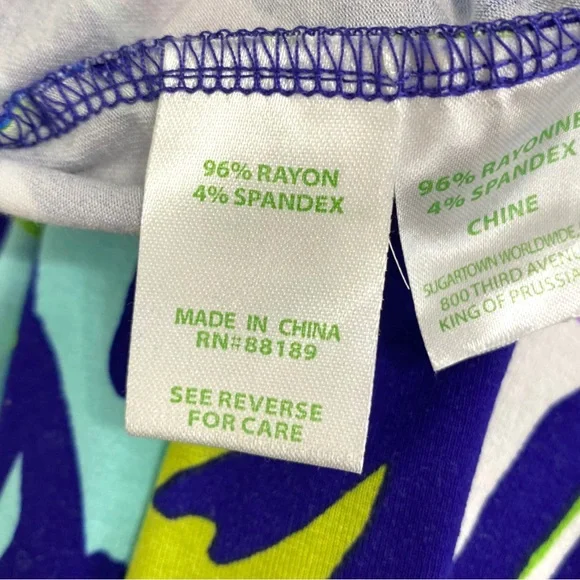 96% RAYON
4% SPANDEX
MADE IN CHINA
RN#88189
SEE REVERSE
FOR CARE
96% RAYONNE
4% SPANDEX
CHINE
SUGARTOWN WORLDWIDE
800 THIRD AVENU
KING OF PRUSSIA